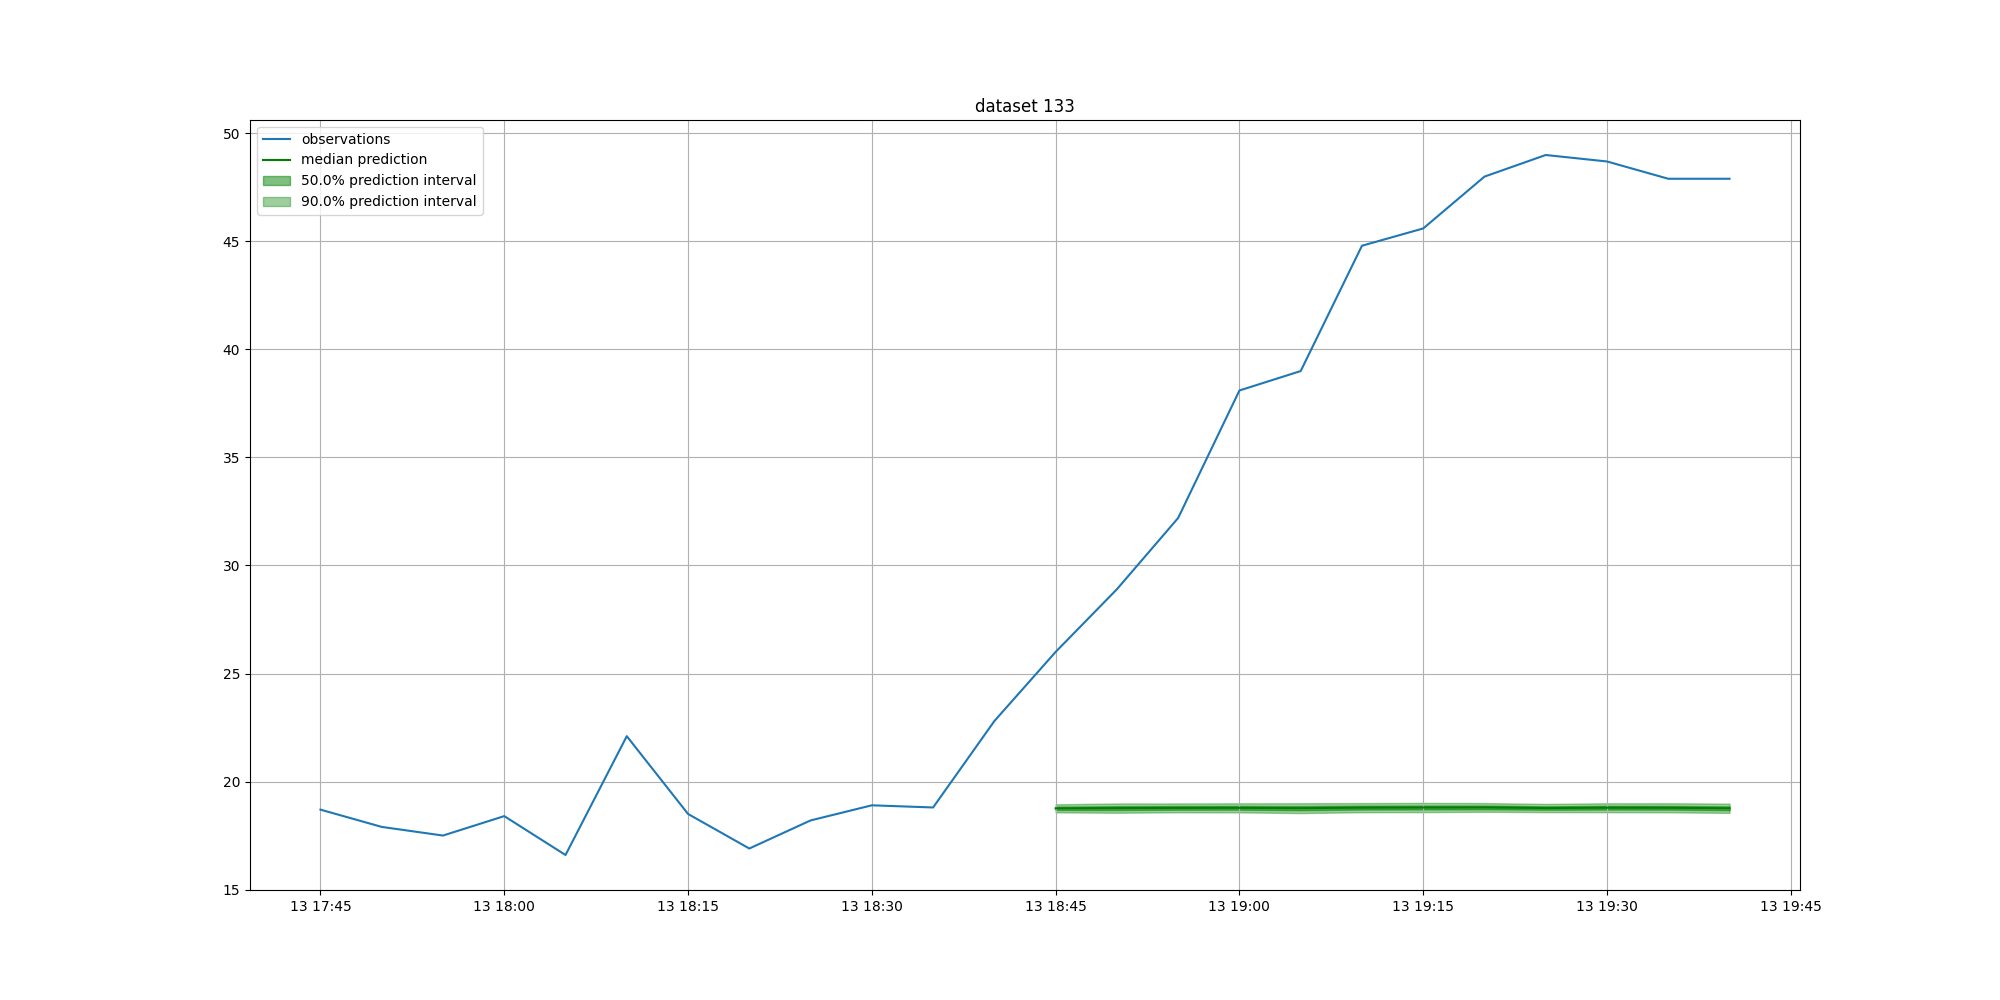 dataset 133
observations
median prediction
50.0% prediction interval
90.0% prediction interval
50
45
40
35
30
25
20
15
13 17:45 13 18:00 13 18:15 13 18:30 13 18:45 13 19:00 13 19:15 13 19:30 13 19:45